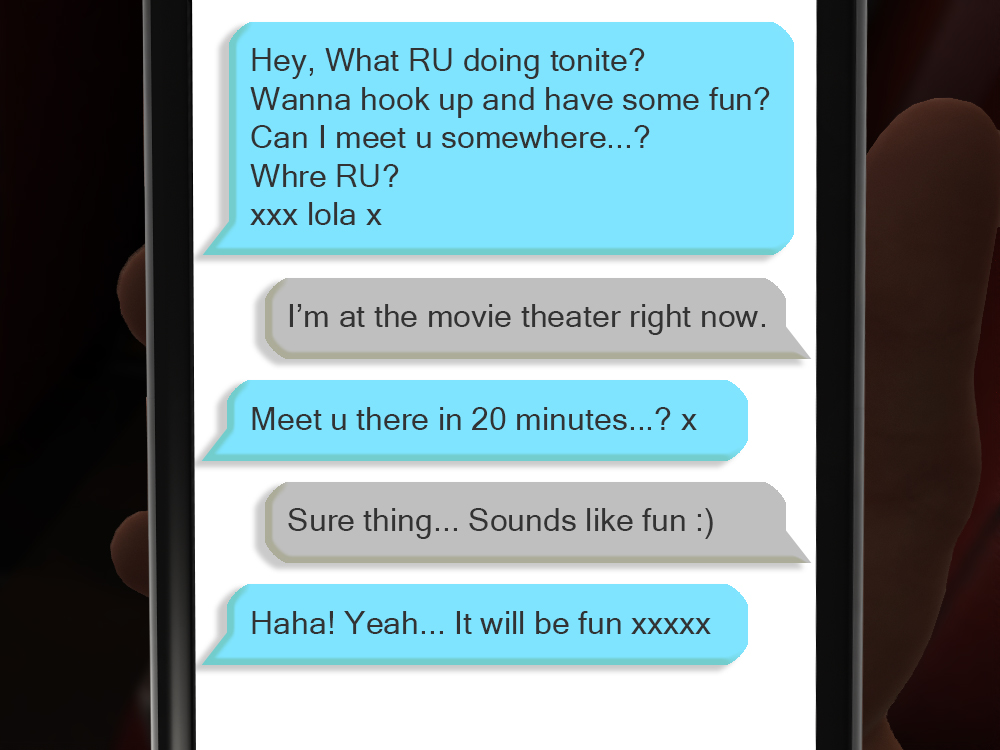 Hey, What RU doing tonite?
Wanna hook up and have some fun?
Can I meet u somewhere...?
Whre RU?
xxx lola x
I’m at the movie theater right now.
Meet u there in 20 minutes...? x
Sure thing... Sounds like fun :)
Haha! Yeah... It will be fun xxxxx